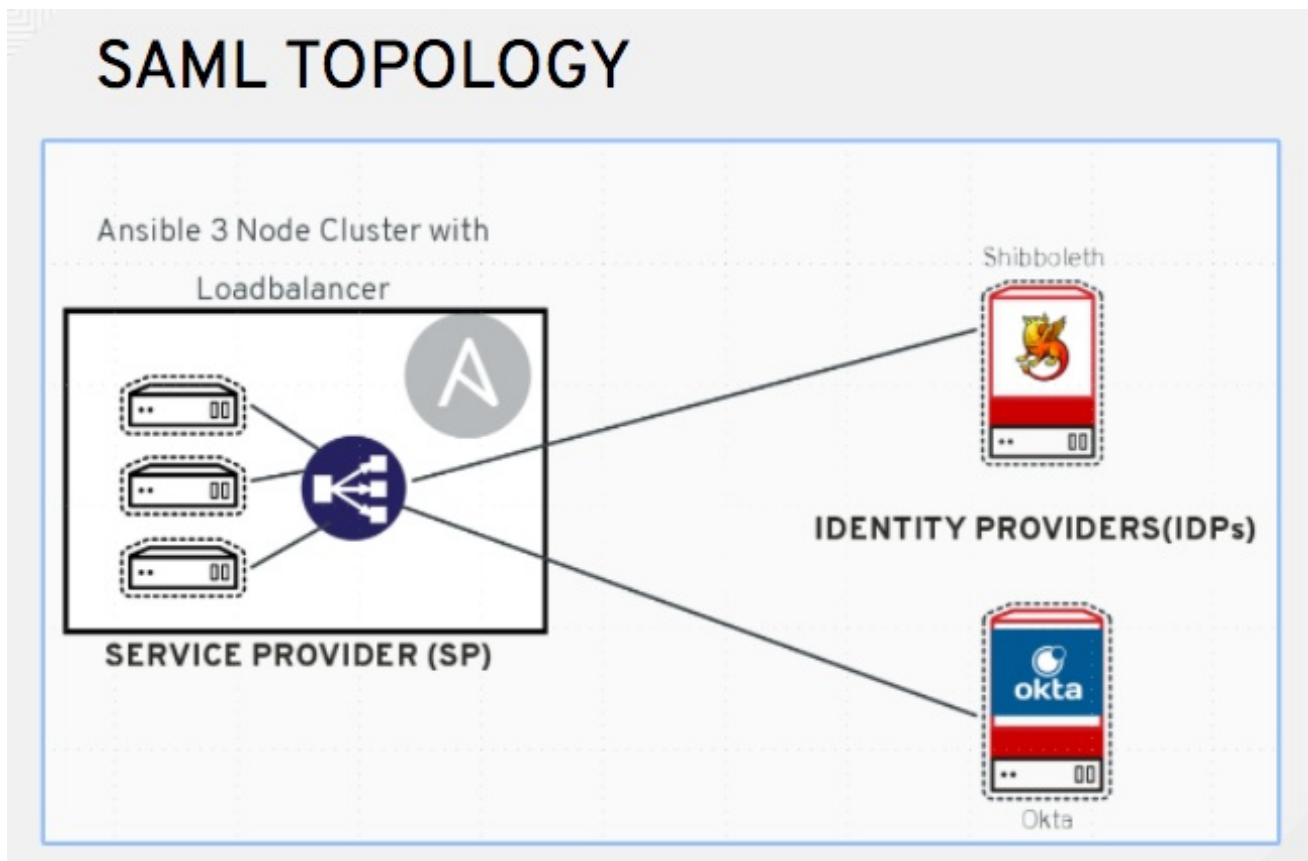 SAML TOPOLOGY
Ansible 3 Node Cluster with
Loadbalancer
SERVICE PROVIDER (SP)
Shibboleth
IDENTITY PROVIDERS(IDPs)
okta
Okta